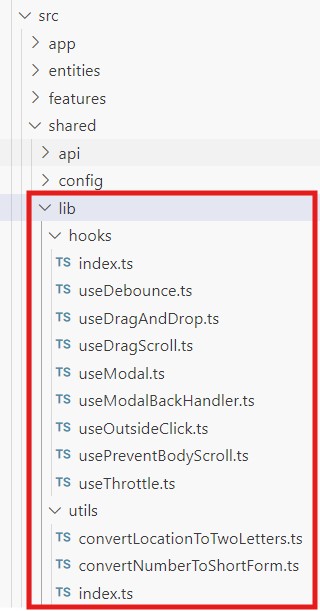 src
app
entities
features
shared
api
config
lib
hooks
TS index.ts
TS useDebounce.ts
TS useDragAndDrop.ts
TS useDragScroll.ts
TS useModal.ts
TS useModalBackHandler.ts
TS useOutsideClick.ts
TS usePreventBodyScroll.ts
TS useThrottle.ts
utils
TS convertLocationToTwoLetters.ts
TS convertNumberToShortForm.ts
TS index.ts